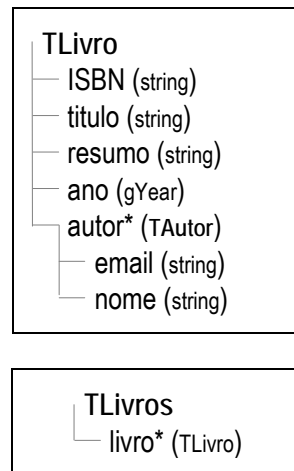 TLivro
ISBN (string)
titulo (string)
resumo (string)
ano (gYear)
autor* (TAutor)
email (string)
nome (string)
TLivros
livro* (TLivro)